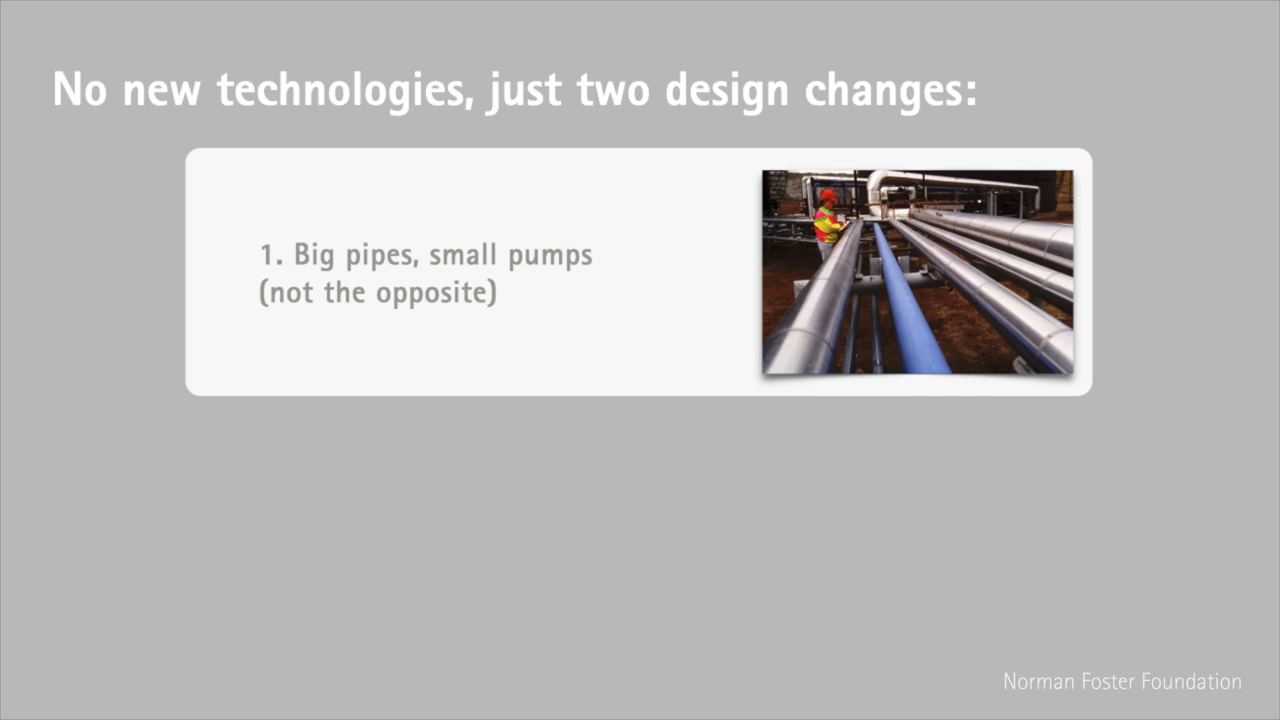 No new technologies, just two design changes:
1. Big pipes, small pumps
(not the opposite)
Norman Foster Foundation